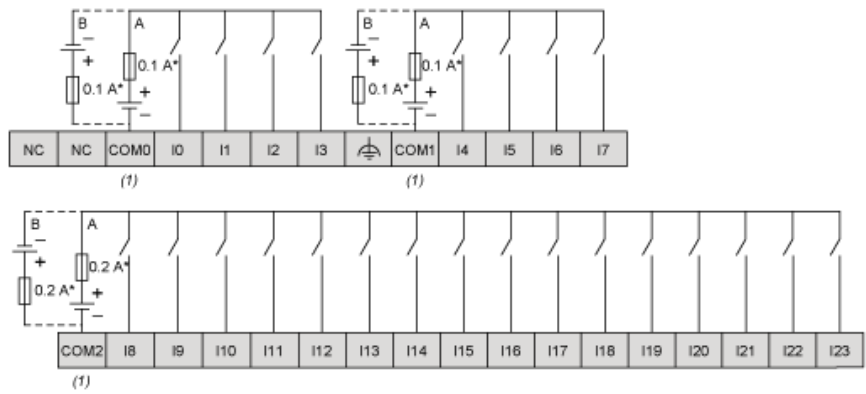 B A B A
− −
+ 0.1 A* + 0.1 A*
0.1 A* + 0.1 A* +
− −
NC NC COM0 I0 I1 I2 I3 COM1 I4 I5 I6 I7
(1) (1)
B A
−
+ 0.2 A*
0.2 A* +
−
COM2 I8 I9 I10 I11 I12 I13 I14 I15 I16 I17 I18 I19 I20 I21 I22 I23
(1)